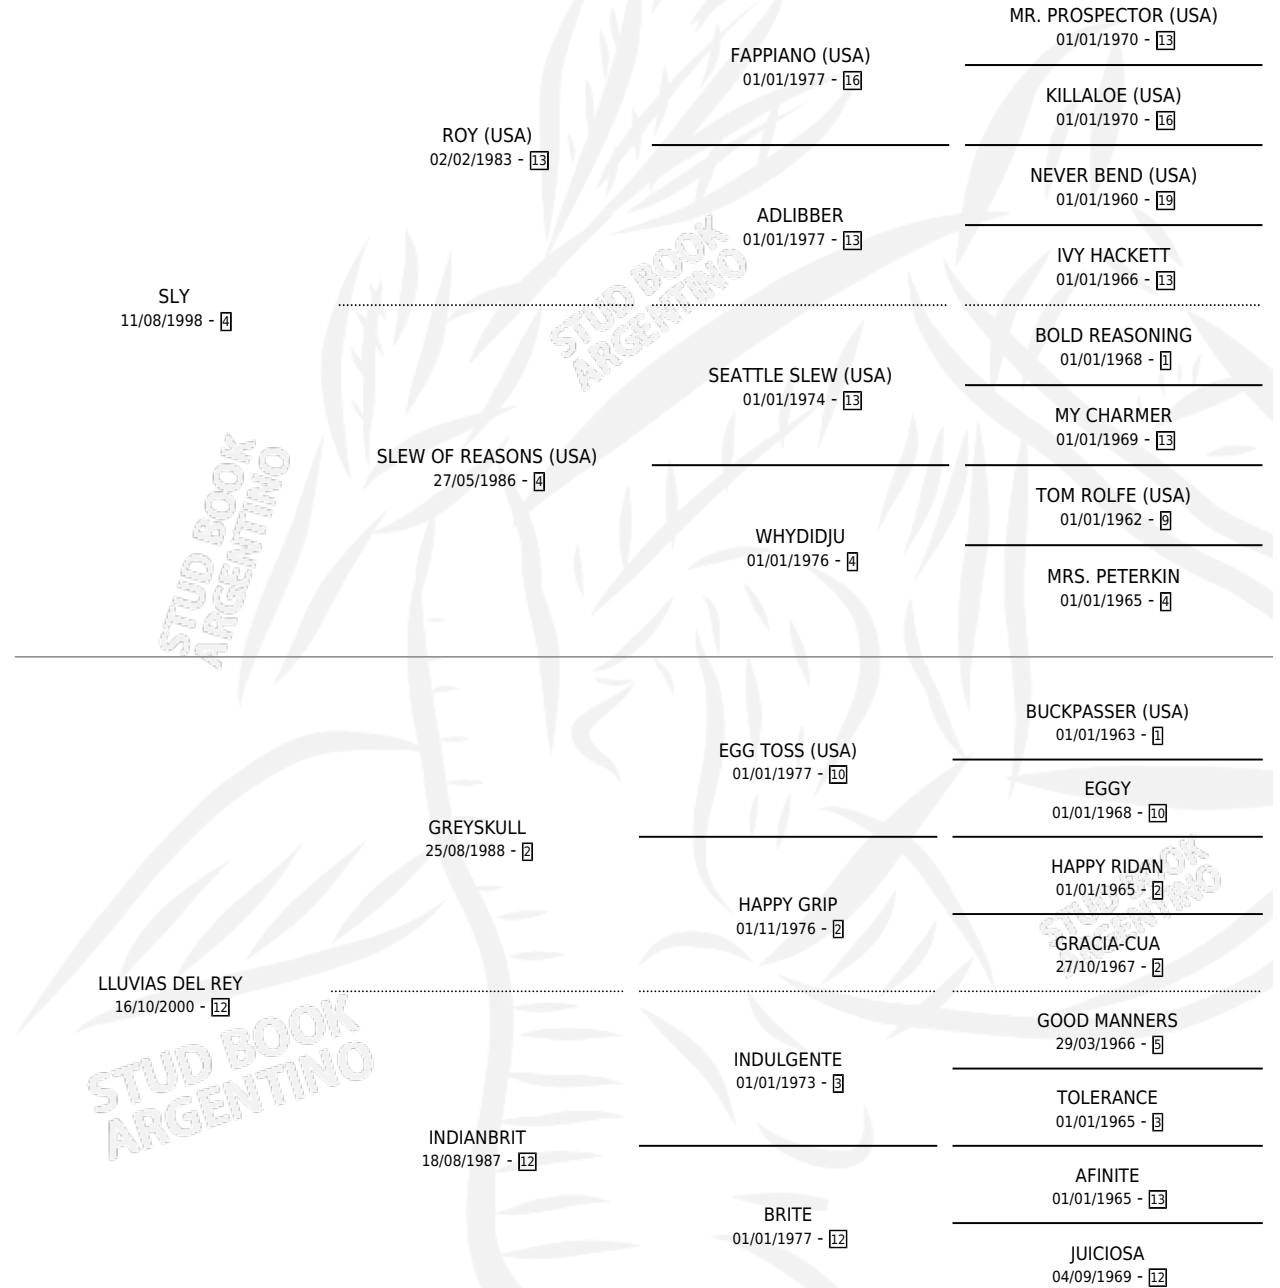 MR. PROSPECTOR (USA)
01/01/1970 - 13
FAPPIANO (USA)
01/01/1977 - 16
KILLALOE (USA)
01/01/1970 - 16
ROY (USA)
02/02/1983 - 13
NEVER BEND (USA)
01/01/1960 - 19
ADLIBBER
01/01/1977 - 13
IVY HACKETT
01/01/1966 - 13
SLY
11/08/1998 - 4
STUD BOOK
ARGENTINO
BOLD REASONING
01/01/1968 - 1
SEATTLE SLEW (USA)
01/01/1974 - 13
MY CHARMER
01/01/1969 - 13
SLEW OF REASONS (USA)
27/05/1986 - 4
TOM ROLFE (USA)
01/01/1962 - 9
WHYDIDJU
01/01/1976 - 4
MRS. PETERKIN
01/01/1965 - 4
STUD BOOK
ARGENTINO
BUCKPASSER (USA)
01/01/1963 - 1
EGG TOSS (USA)
01/01/1977 - 10
EGGY
01/01/1968 - 10
GREYSKULL
25/08/1988 - 2
HAPPY RIDAN
01/01/1965 - 2
STUD BOOK
ARGENTINO
HAPPY GRIP
01/11/1976 - 2
GRACIA-CUA
27/10/1967 - 2
LLUVIAS DEL REY
16/10/2000 - 12
GOOD MANNERS
29/03/1966 - 5
STUD BOOK
ARGENTINO
INDULGENTE
01/01/1973 - 3
TOLERANCE
01/01/1965 - 3
INDIANBRIT
18/08/1987 - 12
AFINITE
01/01/1965 - 13
BRITE
01/01/1977 - 12
JUICIOSA
04/09/1969 - 12